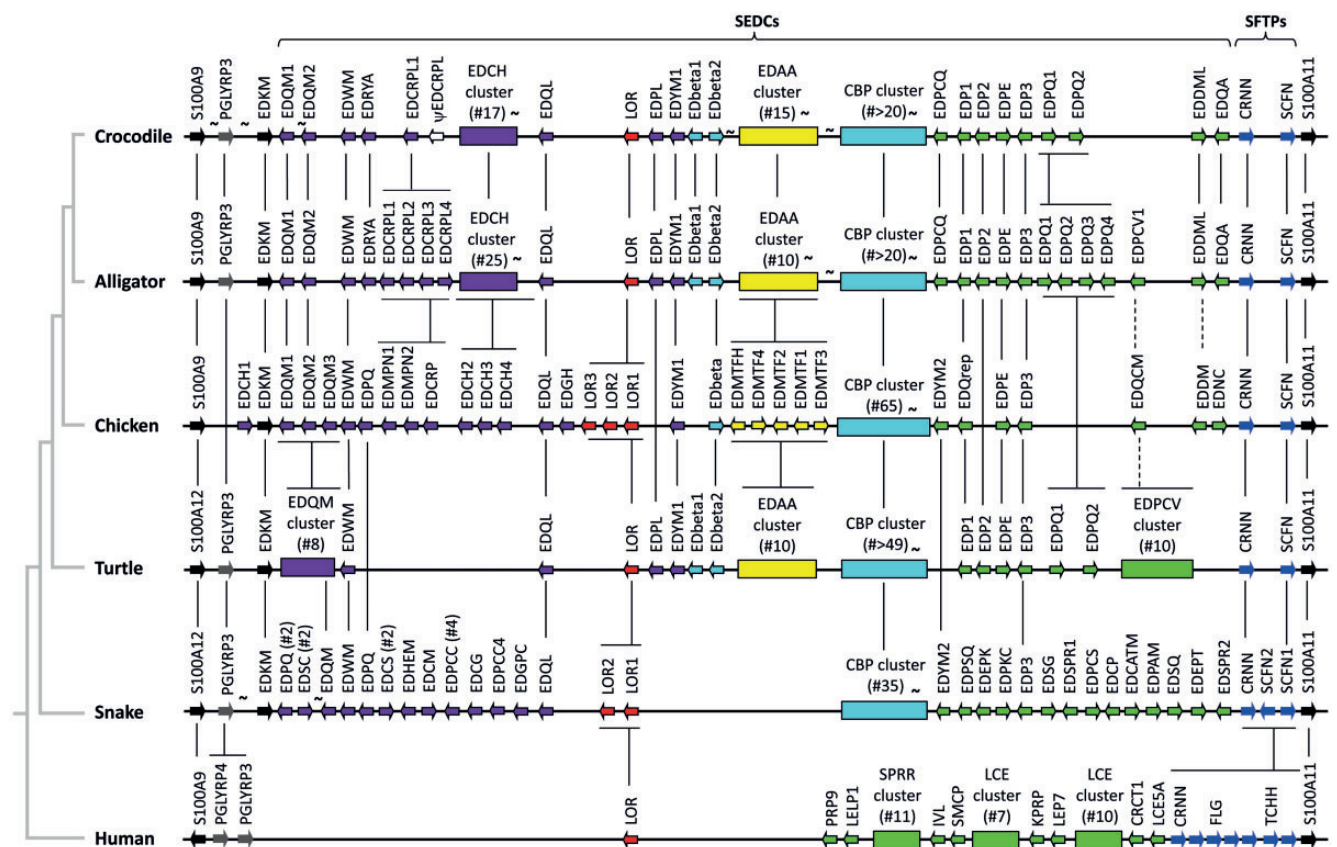 SEDCs SFTPs
S100A9 PGLYRP3 EDKM EDQM1 EDQM2 EDWM EDRYA EDCRPL1 ψEDCRPL EDCH cluster (#17) ~ EDQL LOR EDPL EDYM1 EDbeta1 EDbeta2 EDAA cluster (#15) ~ CBP cluster (#>20) ~ EDPCQ EDP1 EDP2 EDPE EDP3 EDPQ1 EDPQ2 EDDML EDQA CRNN SCFN S100A11
~ ~ ~ ~ ~
Crocodile
S100A9 PGLYRP3 EDKM EDQM1 EDQM2 EDWM EDRYA EDCRPL1 EDCRPL2 EDCRPL3 EDCRPL4 EDCH cluster (#25) ~ EDQL LOR EDPL EDYM1 EDbeta1 EDbeta2 EDAA cluster (#10) ~ ~ CBP cluster (#>20) ~ EDPCQ EDP1 EDP2 EDPE EDP3 EDPQ1 EDPQ2 EDPQ3 EDPQ4 EDPCV1 EDDML EDQA CRNN SCFN S100A11
Alligator
S100A9 EDCH1 EDKM EDQM1 EDQM2 EDQM3 EDWM EDPQ EDMPN1 EDMPN2 EDCRP EDCH2 EDCH3 EDCH4 EDQL EDGH LOR3 LOR2 LOR1 EDYM1 EDbeta EDMTFH EDMTF4 EDMTF2 EDMTF1 EDMTF3 CBP cluster (#65) ~ EDYM2 EDQrep EDPE EDP3 EDQCM EDDM EDNC CRNN SCFN S100A11
Chicken
S100A12 PGLYRP3 EDKM EDQM cluster (#8) EDWM EDQL LOR EDPL EDYM1 EDbeta1 EDbeta2 EDAA cluster (#10) CBP cluster (#>49) ~ EDP1 EDP2 EDPE EDP3 EDPQ1 EDPQ2 EDPCV cluster (#10) CRNN SCFN S100A11
Turtle
S100A12 PGLYRP3 ~ EDKM EDPQ (#2) EDSC (#2) ~ EDQM EDWM EDPQ EDCS (#2) EDHEM EDCM EDPCC (#4) EDCG EDPCC4 EDGPC EDQL LOR2 LOR1 CBP cluster (#35) ~ EDYM2 EDPSQ EDEPK EDPKC EDP3 EDSG EDSPR1 EDPCS EDCP EDCATM EDPAM EDSQ EDEPT EDSPR2 CRNN SCFN2 SCFN1 S100A11
Snake
S100A9 PGLYRP4 PGLYRP3 LOR PRP9 LELP1 SPRR cluster (#11) IVL SMCP LCE cluster (#7) KPRP LEP7 LCE cluster (#10) CRCT1 LCE5A CRNN FLG TCHH S100A11
Human